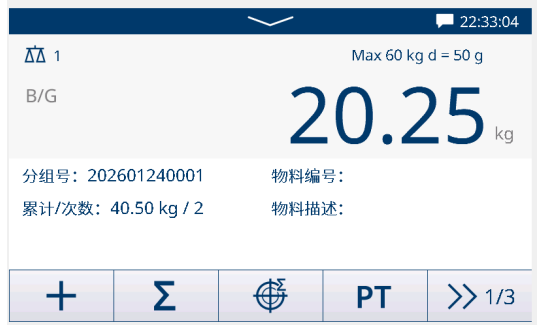 22:33:04
1 Max 60 kg d = 50 g
B/G
20.25 kg
分组号：202601240001 物料编号：
累计/次数：40.50 kg / 2 物料描述：
+ Σ Σ PT >> 1/3